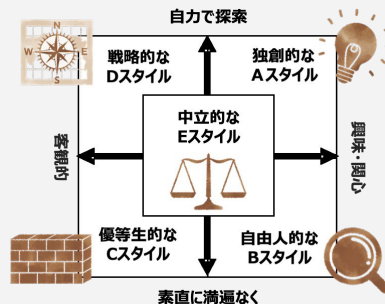 自力で探索
N
W
E
S
戦略的な
Dスタイル
独創的な
Aスタイル
中立的な
Eスタイル
客観的
興味・関心
優等生的な
Cスタイル
自由人的な
Bスタイル
素直に満遍なく